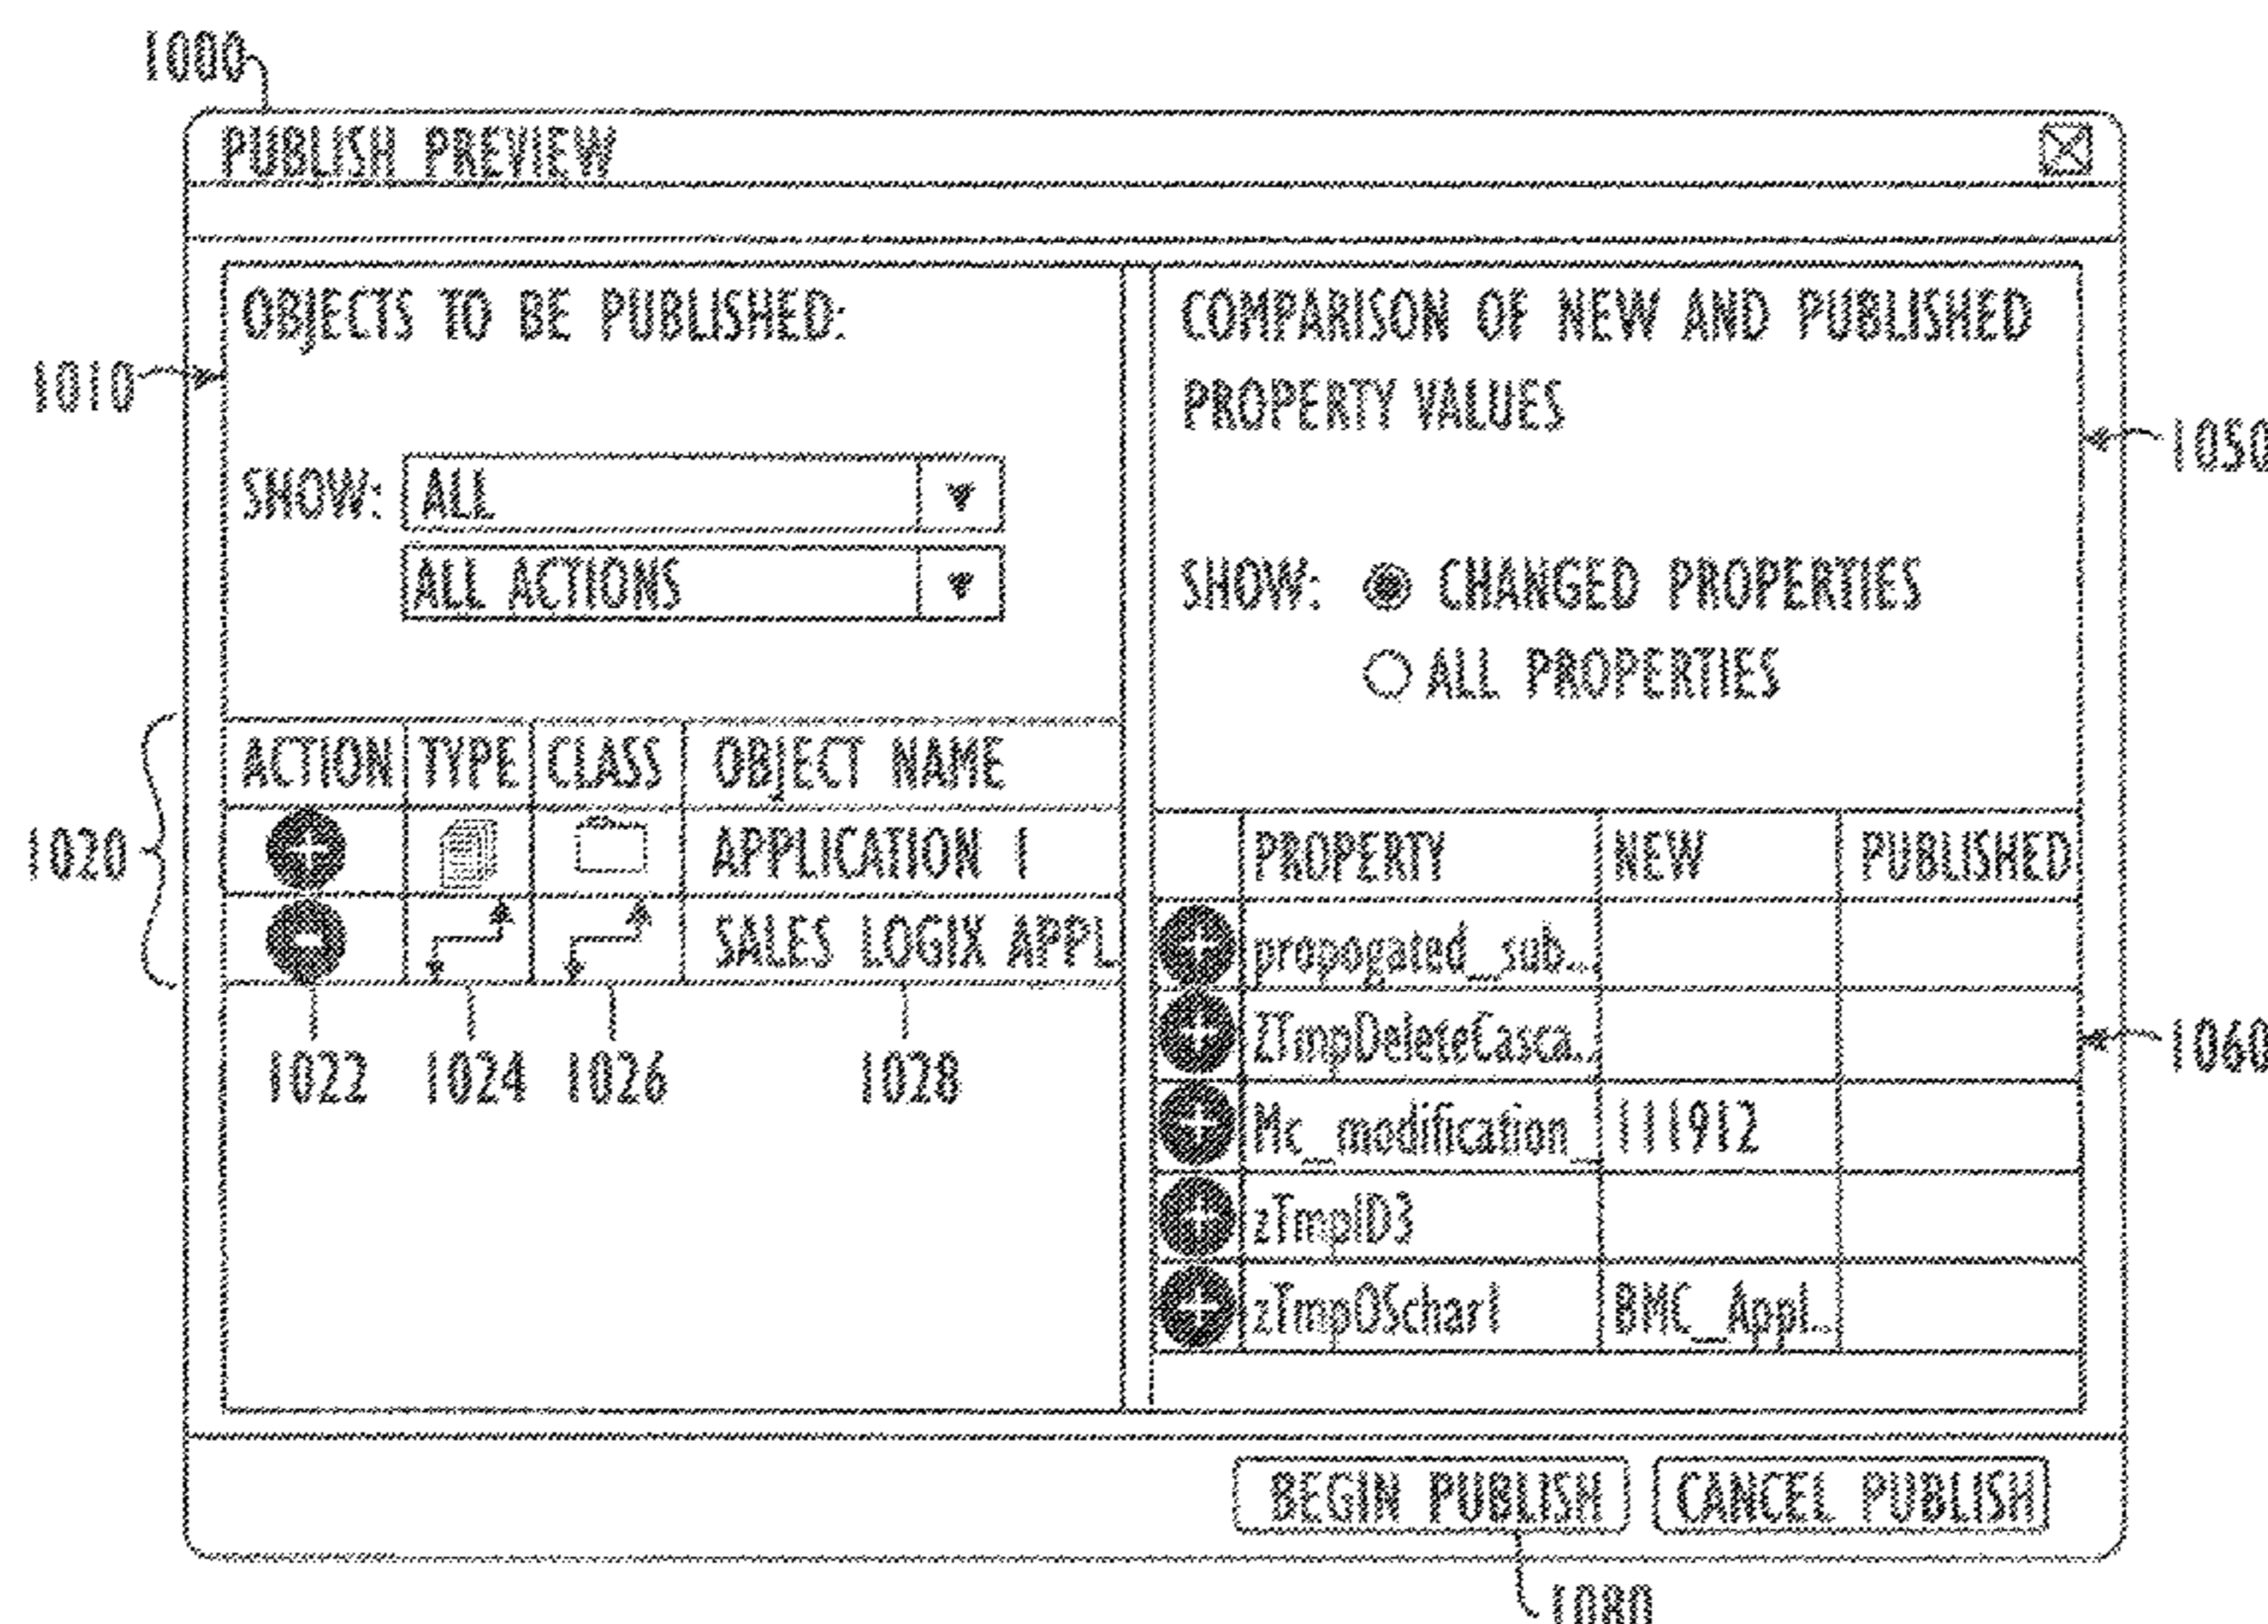 1000
PUBLISH PREVIEW
OBJECTS TO BE PUBLISHED:
1010
SHOW: ALL
ALL ACTIONS
ACTION TYPE CLASS OBJECT NAME
1020
APPLICATION 1
SALES LOGIX APPL
1022 1024 1026 1028
COMPARISON OF NEW AND PUBLISHED
PROPERTY VALUES
1050
SHOW: CHANGED PROPERTIES
ALL PROPERTIES
PROPERTY NEW PUBLISHED
propogated_sub...
ZTmpDeleteCasca..
1060
Mc_modification_ 111912
zTmpID3
zTmpOSchar1 BMC_Appl..
BEGIN PUBLISH CANCEL PUBLISH
1080